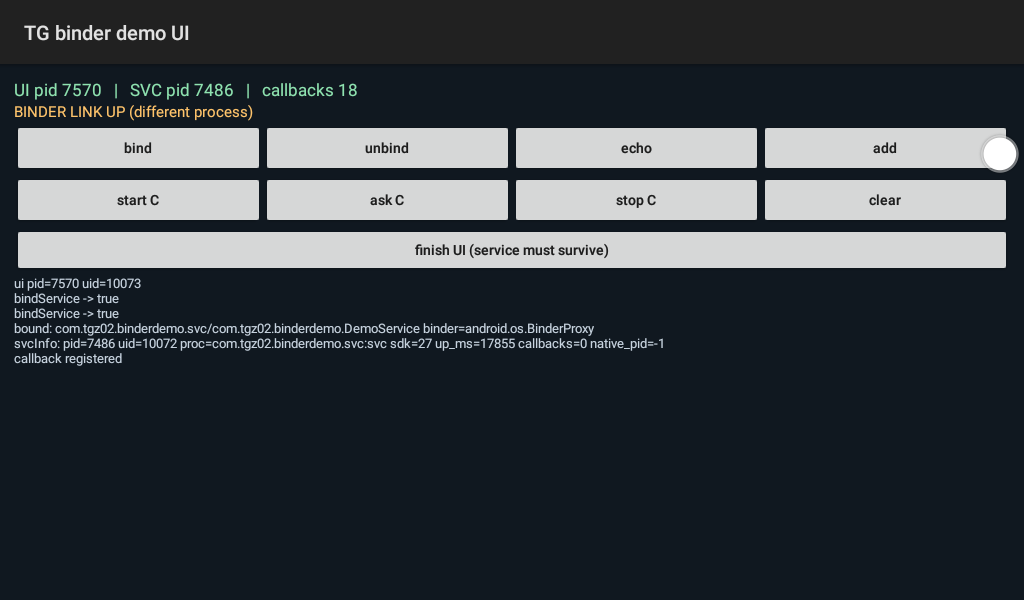 TG binder demo UI
UI pid 7570 | SVC pid 7486 | callbacks 18
BINDER LINK UP (different process)
bind unbind echo add
start C ask C stop C clear
finish UI (service must survive)
ui pid=7570 uid=10073
bindService -> true
bindService -> true
bound: com.tgz02.binderdemo.svc/com.tgz02.binderdemo.DemoService binder=android.os.BinderProxy
svcInfo: pid=7486 uid=10072 proc=com.tgz02.binderdemo.svc:svc sdk=27 up_ms=17855 callbacks=0 native_pid=-1
callback registered